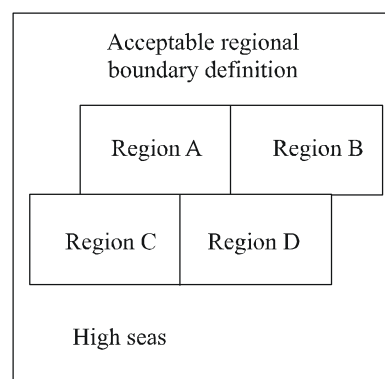 Acceptable regional
boundary definition
Region A
Region B
Region C
Region D
High seas